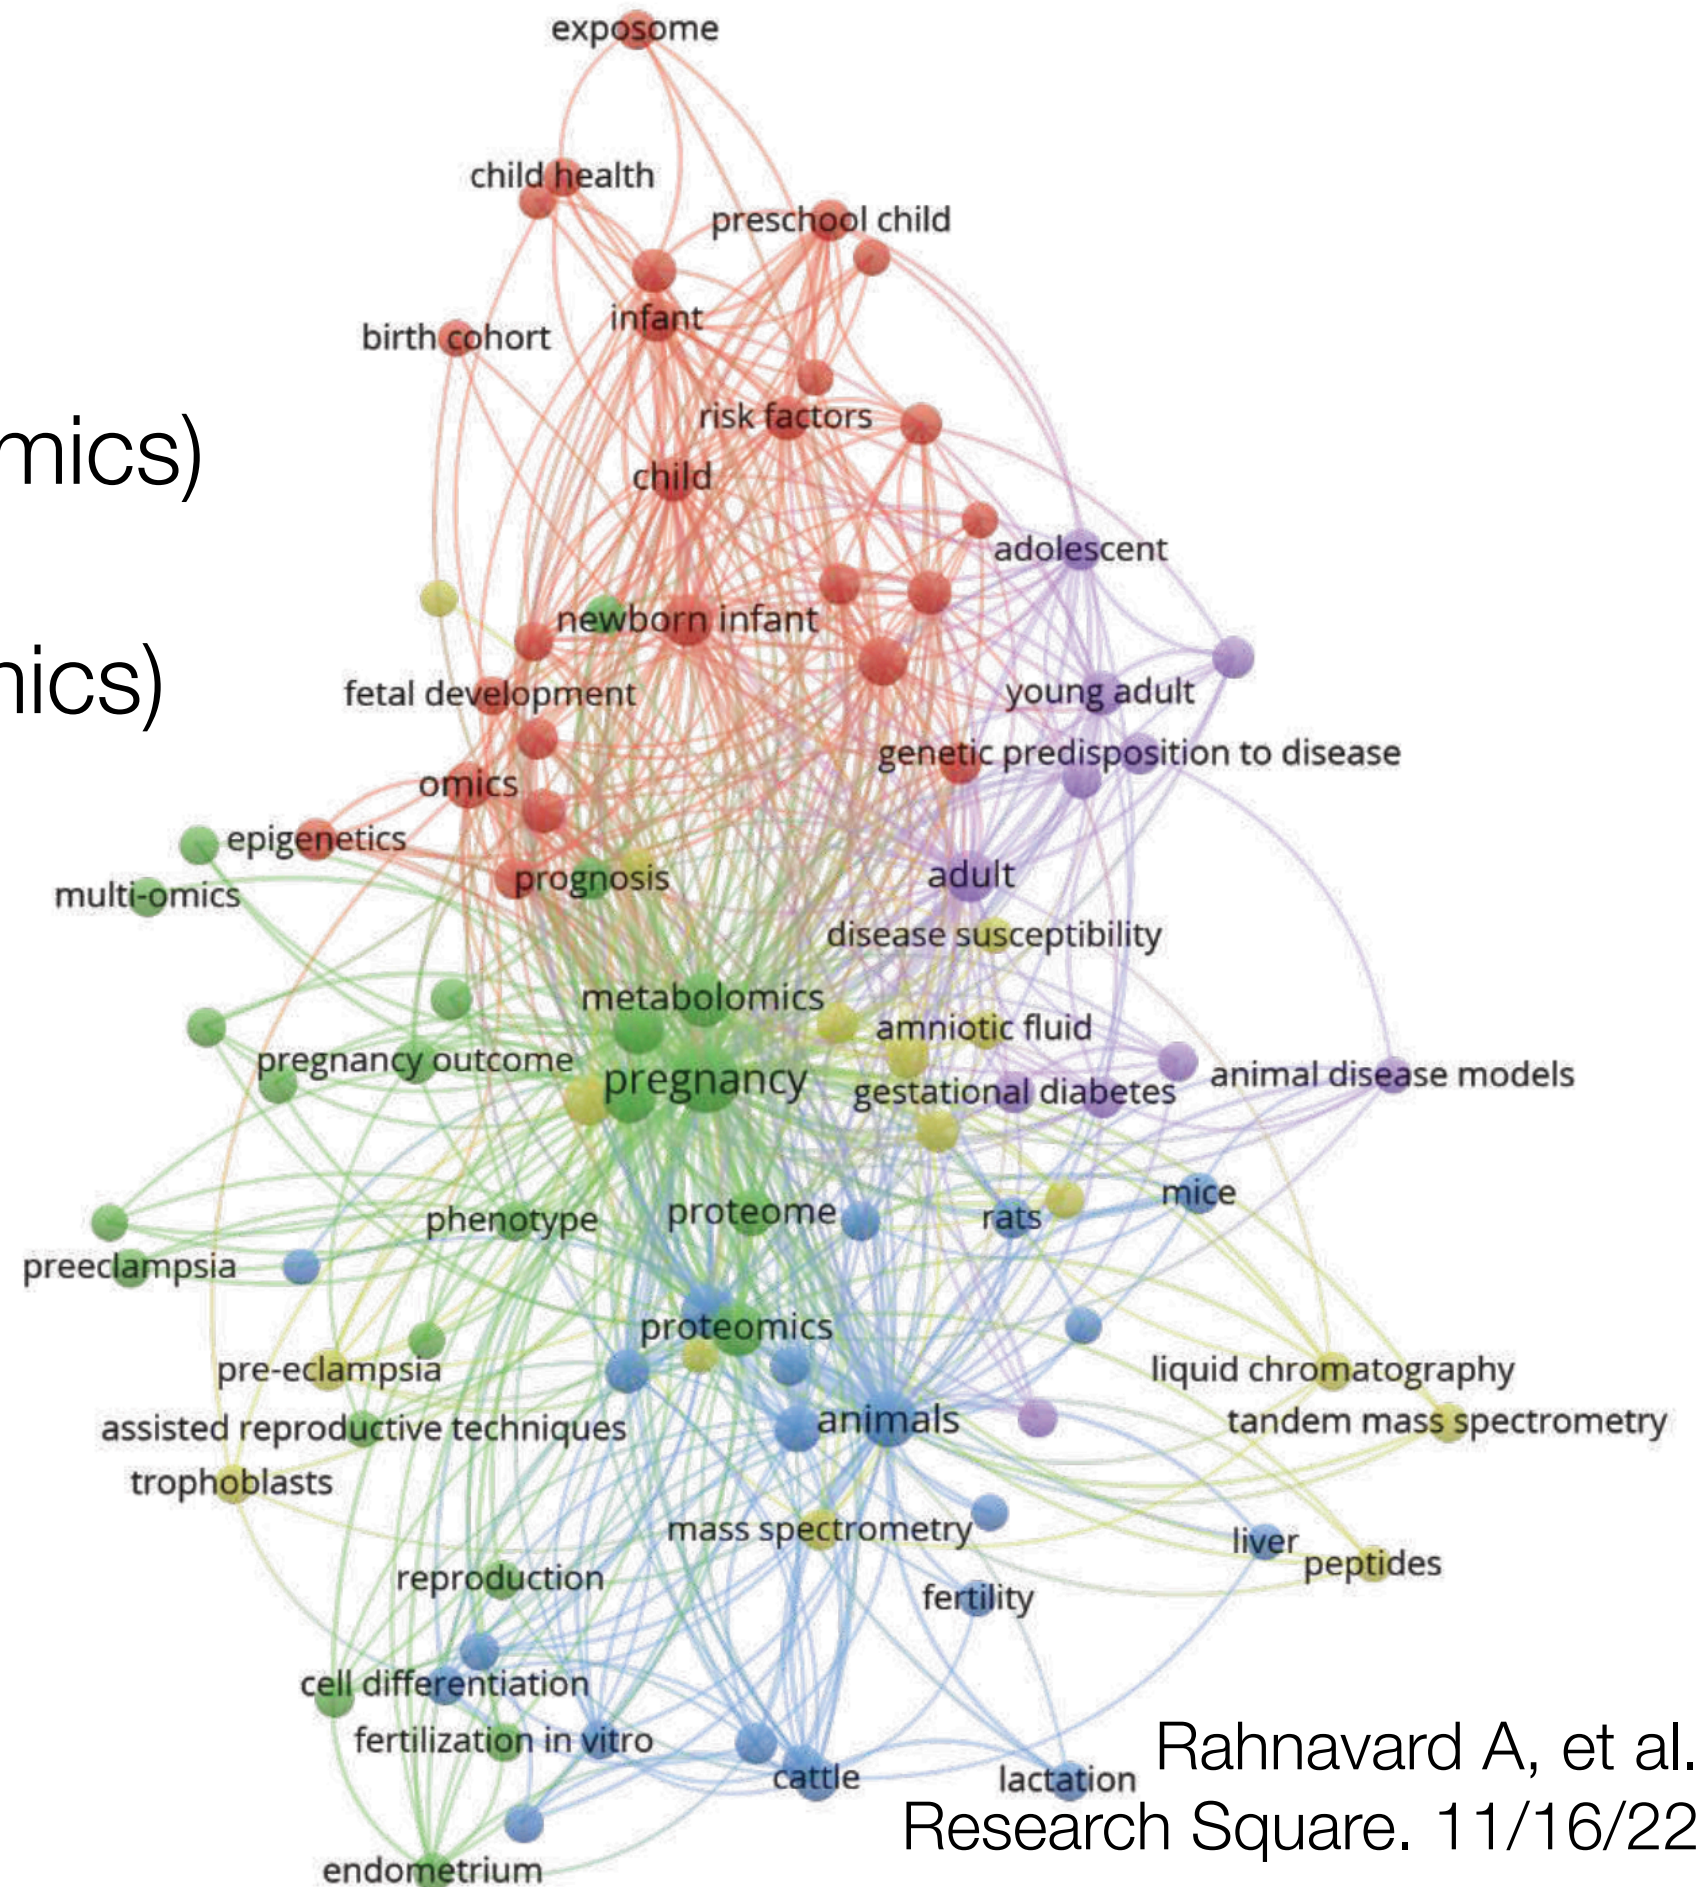 exposome
child health
preschool child
infant
birth cohort
risk factors
mics)
child
adolescent
newborn infant
nics)
fetal development
young adult
genetic predisposition to disease
omics
epigenetics
prognosis
adult
multi-omics
disease susceptibility
metabolomics
amniotic fluid
pregnancy outcome
pregnancy
gestational diabetes
animal disease models
mice
proteome
phenotype
rats
preeclampsia
proteomics
pre-eclampsia
liquid chromatography
animals
tandem mass spectrometry
assisted reproductive techniques
trophoblasts
mass spectrometry
liver
peptides
reproduction
fertility
cell differentiation
fertilization in vitro
cattle
lactation
Rahnavard A, et al.
Research Square. 11/16/22
endometrium